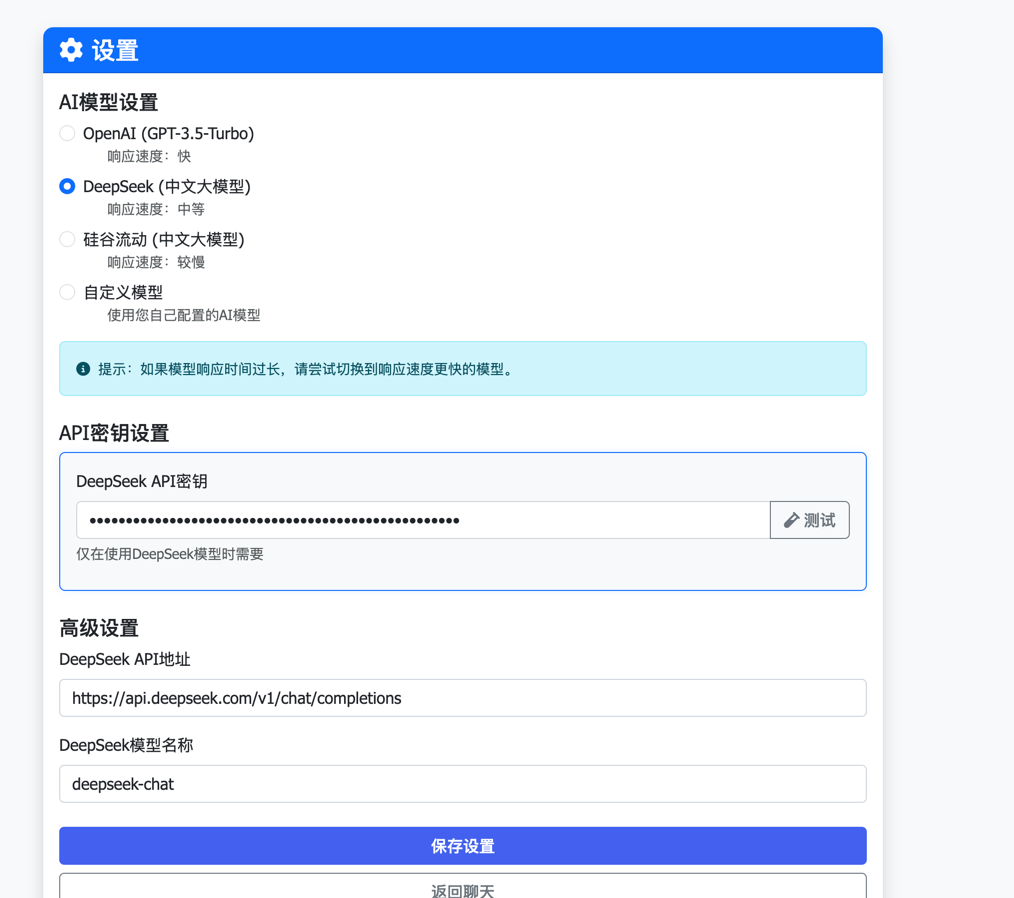 设置
AI模型设置
OpenAI (GPT-3.5-Turbo)
响应速度：快
DeepSeek (中文大模型)
响应速度：中等
硅谷流动 (中文大模型)
响应速度：较慢
自定义模型
使用您自己配置的AI模型
提示：如果模型响应时间过长，请尝试切换到响应速度更快的模型。
API密钥设置
DeepSeek API密钥
••••••••••••••••••••••••••••••••••••••••••••••••••• 测试
仅在使用DeepSeek模型时需要
高级设置
DeepSeek API地址
https://api.deepseek.com/v1/chat/completions
DeepSeek模型名称
deepseek-chat
保存设置
返回聊天